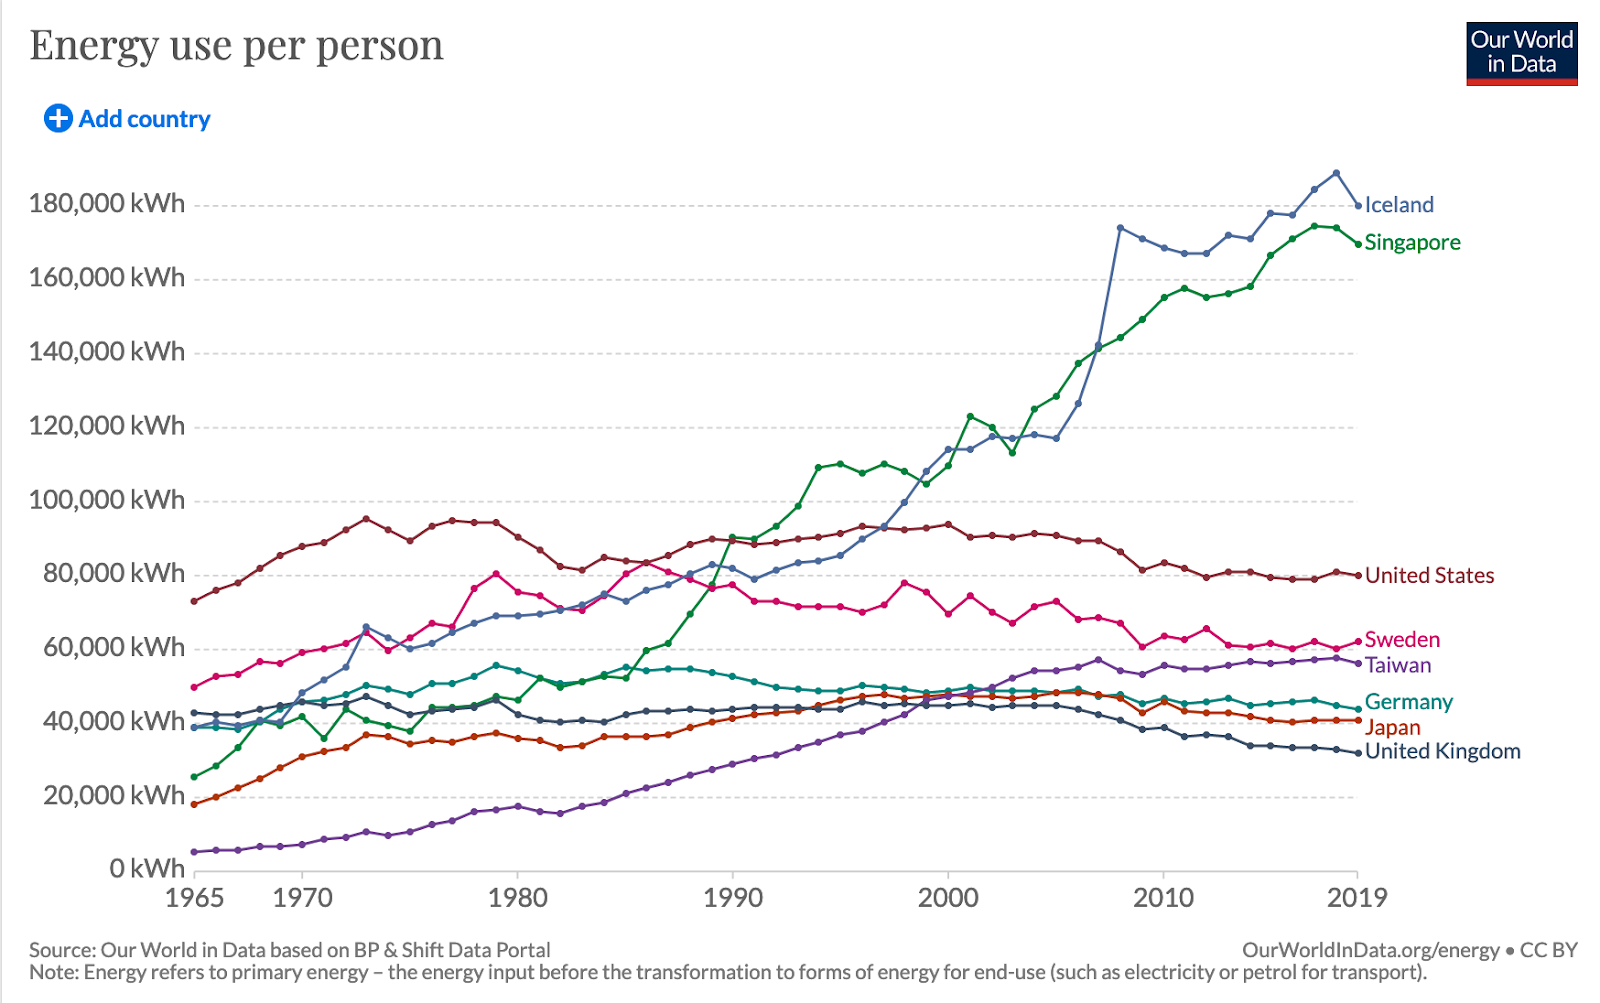 Energy use per person
Our World
in Data
Add country
180,000 kWh
160,000 kWh
140,000 kWh
120,000 kWh
100,000 kWh
80,000 kWh
60,000 kWh
40,000 kWh
20,000 kWh
0 kWh
Iceland
Singapore
United States
Sweden
Taiwan
Germany
Japan
United Kingdom
1965 1970 1980 1990 2000 2010 2019
Source: Our World in Data based on BP & Shift Data Portal
OurWorldInData.org/energy • CC BY
Note: Energy refers to primary energy – the energy input before the transformation to forms of energy for end-use (such as electricity or petrol for transport).